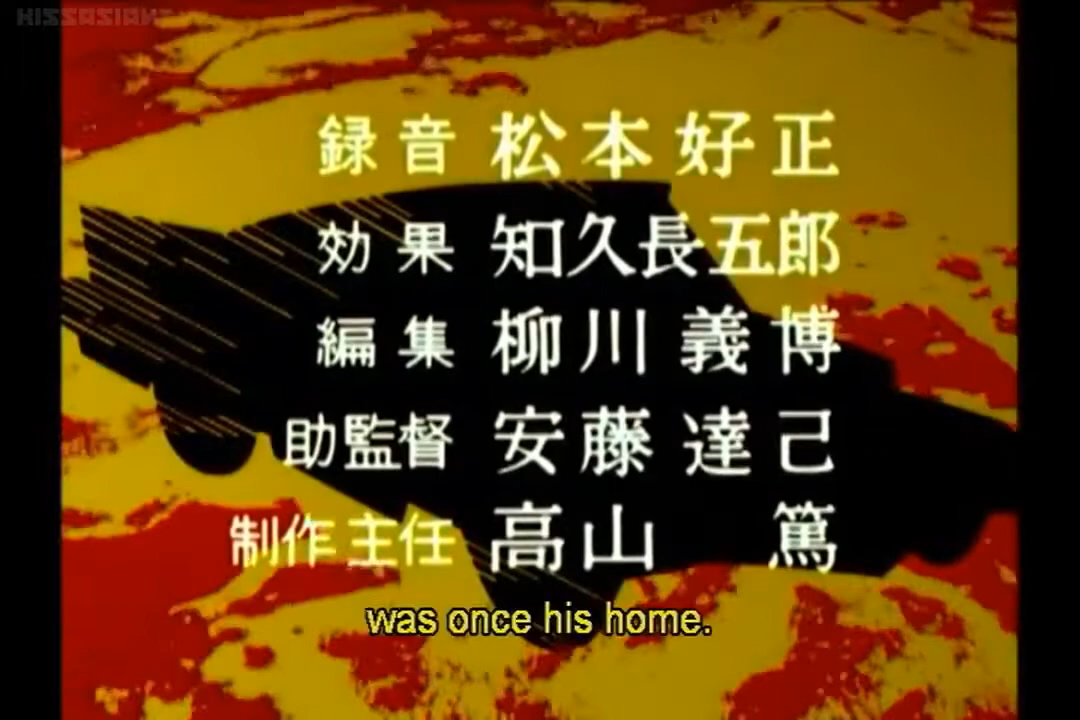 KISSASIAN
録音 松本好正
効果 知久長五郎
編集 柳川義博
助監督 安藤達己
制作主任 高山篤
was once his home.